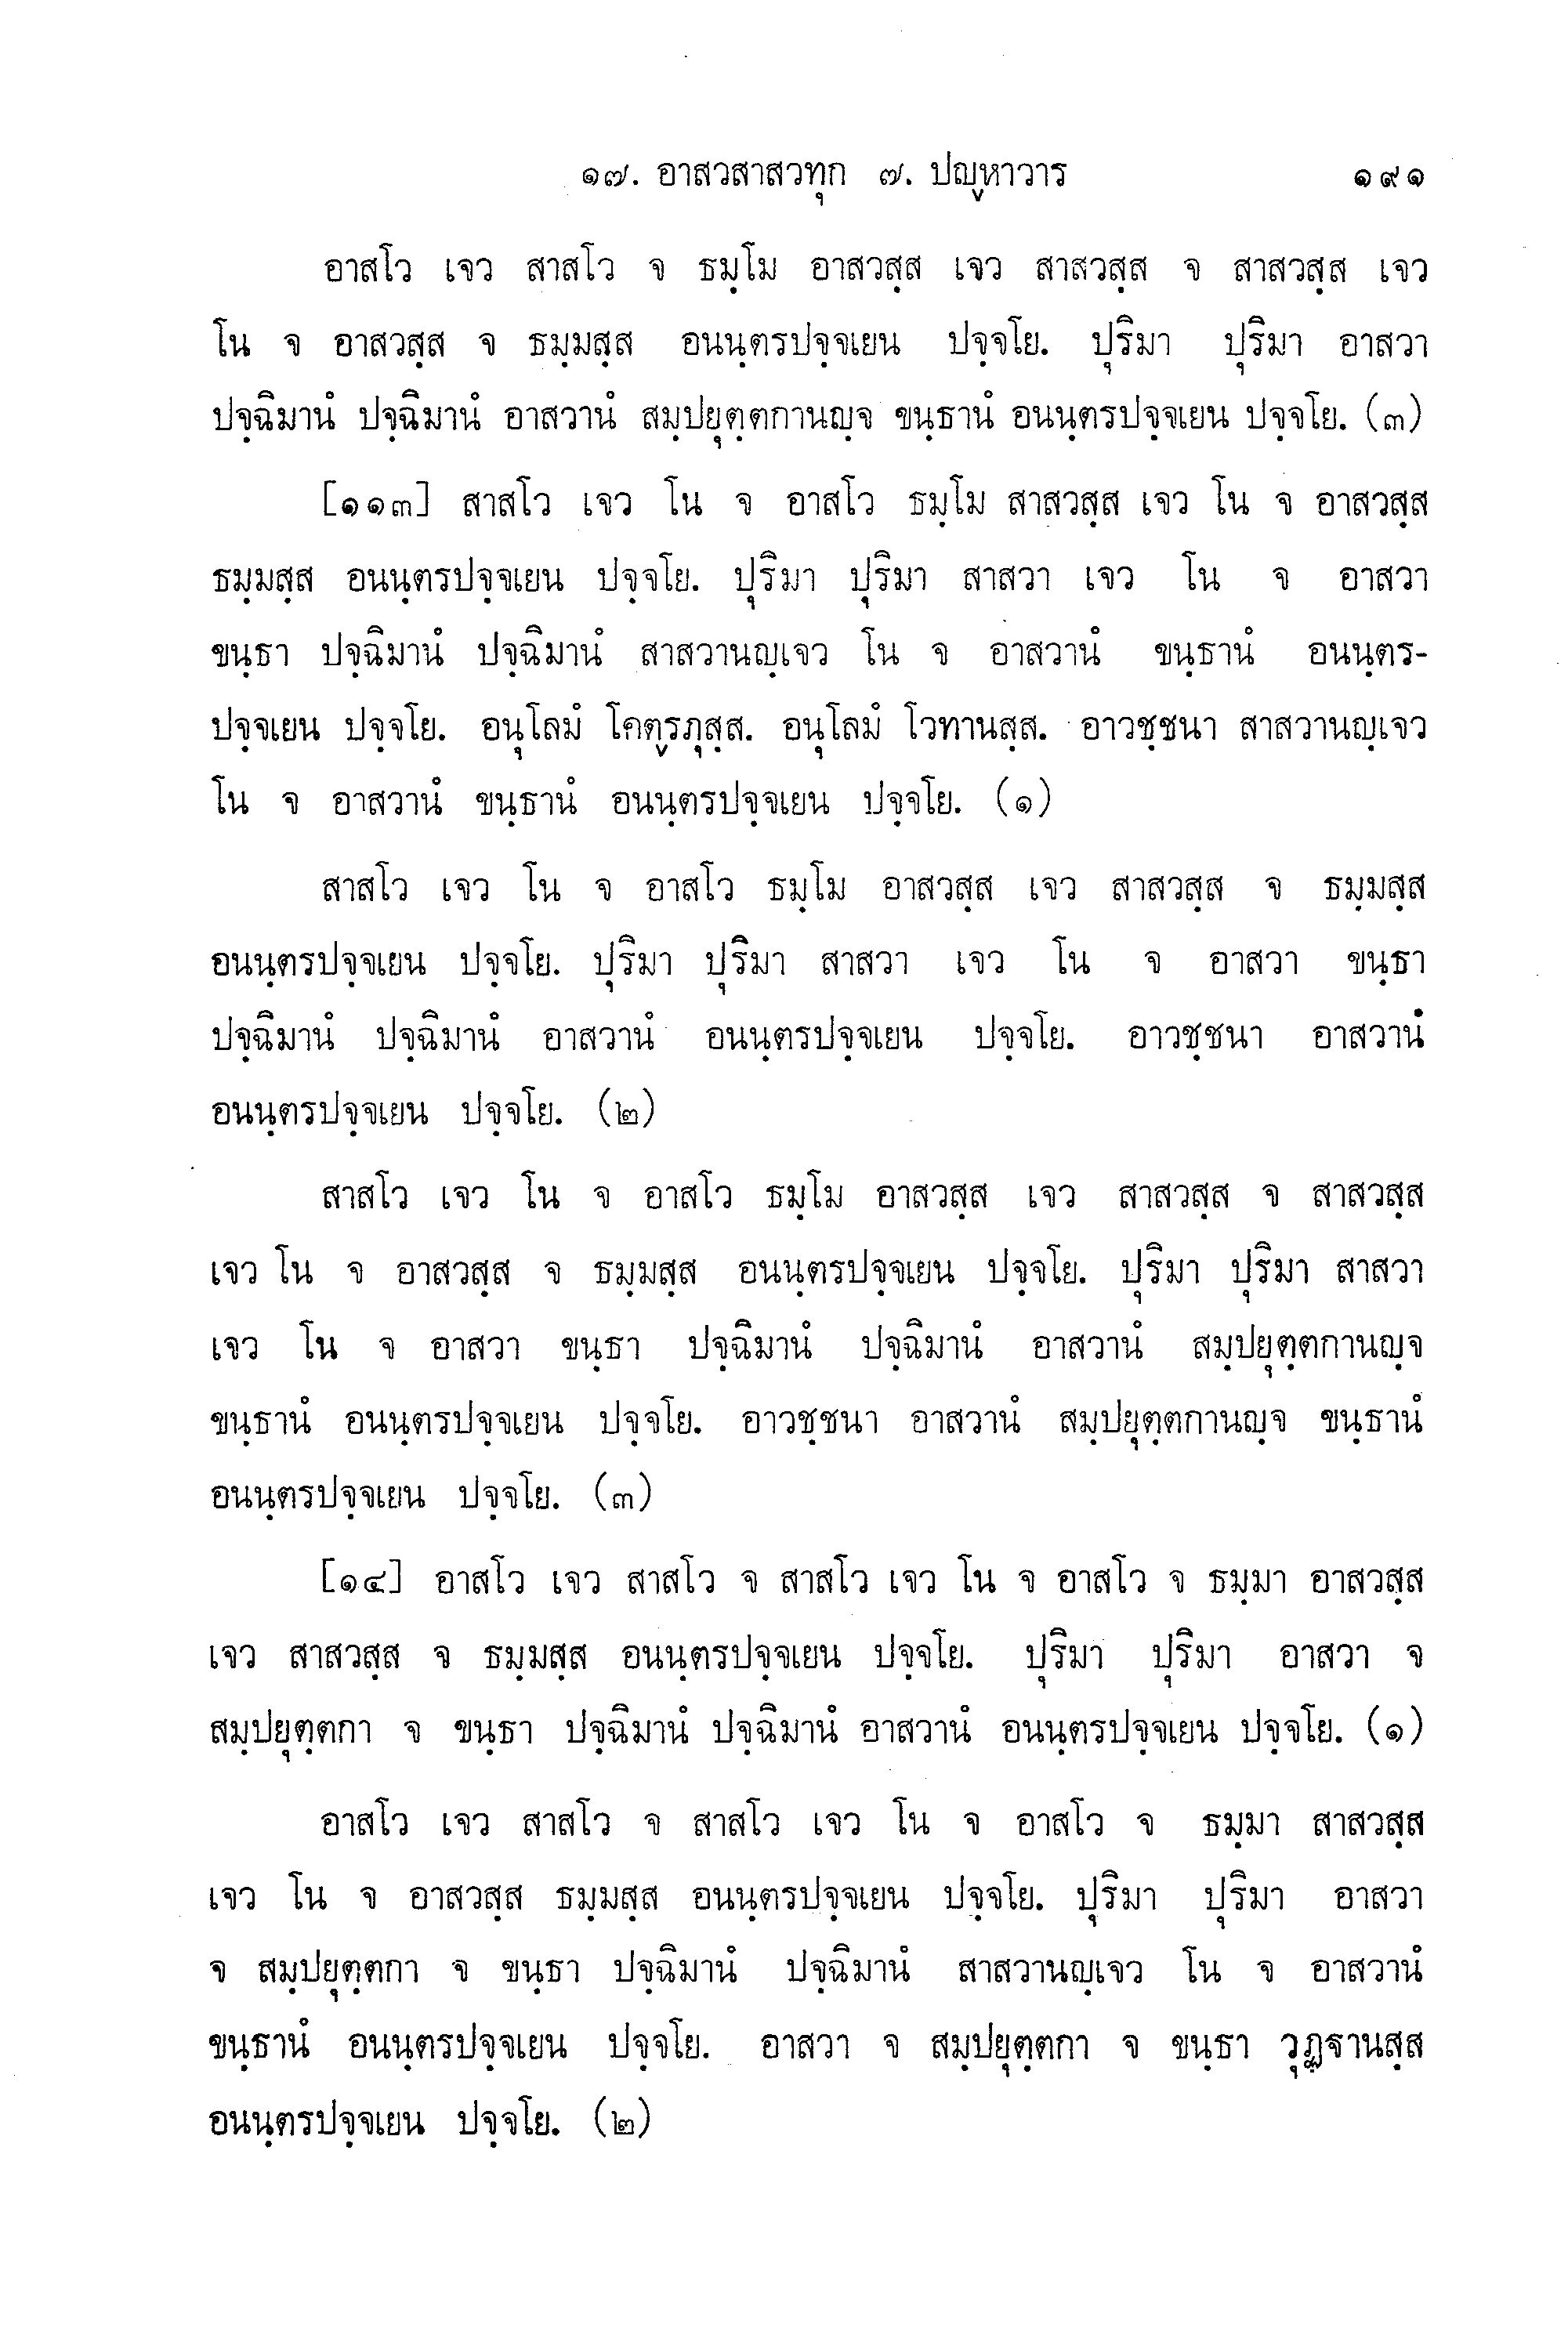 ๑๗. อาสวสาสวทุก ๗. ปญฺหาวาร ๑๙๑
อาสโว เจว สาสโว จ ธมฺโม อาสวสฺส เจว สาสวสฺส จ สาสวสฺส เจว
โน จ อาสวสฺส จ ธมฺมสฺส อนนฺตรปจฺจเยน ปจฺจโย. ปุริมา ปุริมา อาสวา
ปจฺฉิมานํ ปจฺฉิมานํ อาสวานํ สมฺปยุตฺตกานญฺจ ขนฺธานํ อนนฺตรปจฺจเยน ปจฺจโย. (๓)
[๑๑๓] สาสโว เจว โน จ อาสโว ธมฺโม สาสวสฺส เจว โน จ อาสวสฺส
ธมฺมสฺส อนนฺตรปจฺจเยน ปจฺจโย. ปุริมา ปุริมา สาสวา เจว โน จ อาสวา
ขนฺธา ปจฺฉิมานํ ปจฺฉิมานํ สาสวานญฺเจว โน จ อาสวานํ ขนฺธานํ อนนฺตร-
ปจฺจเยน ปจฺจโย. อนุโลมํ โคตฺรภุสฺส. อนุโลมํ โวทานสฺส. อาวชฺชนา สาสวานญฺเจว
โน จ อาสวานํ ขนฺธานํ อนนฺตรปจฺจเยน ปจฺจโย. (๑)
สาสโว เจว โน จ อาสโว ธมฺโม อาสวสฺส เจว สาสวสฺส จ ธมฺมสฺส
อนนฺตรปจฺจเยน ปจฺจโย. ปุริมา ปุริมา สาสวา เจว โน จ อาสวา ขนฺธา
ปจฺฉิมานํ ปจฺฉิมานํ อาสวานํ อนนฺตรปจฺจเยน ปจฺจโย. อาวชฺชนา อาสวานํ
อนนฺตรปจฺจเยน ปจฺจโย. (๒)
สาสโว เจว โน จ อาสโว ธมฺโม อาสวสฺส เจว สาสวสฺส จ สาสวสฺส
เจว โน จ อาสวสฺส จ ธมฺมสฺส อนนฺตรปจฺจเยน ปจฺจโย. ปุริมา ปุริมา สาสวา
เจว โน จ อาสวา ขนฺธา ปจฺฉิมานํ ปจฺฉิมานํ อาสวานํ สมฺปยุตฺตกานญฺจ
ขนฺธานํ อนนฺตรปจฺจเยน ปจฺจโย. อาวชฺชนา อาสวานํ สมฺปยุตฺตกานญฺจ ขนฺธานํ
อนนฺตรปจฺจเยน ปจฺจโย. (๓)
[๑๔] อาสโว เจว สาสโว จ สาสโว เจว โน จ อาสโว จ ธมฺมา อาสวสฺส
เจว สาสวสฺส จ ธมฺมสฺส อนนฺตรปจฺจเยน ปจฺจโย. ปุริมา ปุริมา อาสวา จ
สมฺปยุตฺตกา จ ขนฺธา ปจฺฉิมานํ ปจฺฉิมานํ อาสวานํ อนนฺตรปจฺจเยน ปจฺจโย. (๑)
อาสโว เจว สาสโว จ สาสโว เจว โน จ อาสโว จ ธมฺมา สาสวสฺส
เจว โน จ อาสวสฺส ธมฺมสฺส อนนฺตรปจฺจเยน ปจฺจโย. ปุริมา ปุริมา อาสวา
จ สมฺปยุตฺตกา จ ขนฺธา ปจฺฉิมานํ ปจฺฉิมานํ สาสวานญฺเจว โน จ อาสวานํ
ขนฺธานํ อนนฺตรปจฺจเยน ปจฺจโย. อาสวา จ สมฺปยุตฺตกา จ ขนฺธา วุฏฺฐานสฺส
อนนฺตรปจฺจเยน ปจฺจโย. (๒)